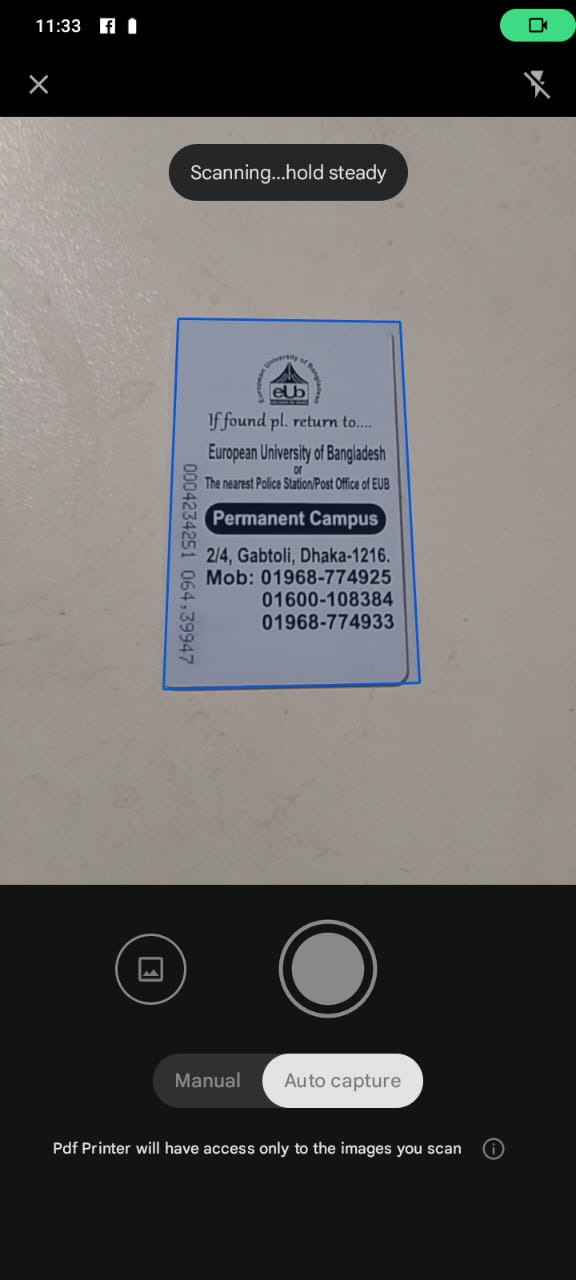 11:33
Scanning...hold steady
European University of Bangladesh
eUb
If found pl. return to....
European University of Bangladesh
or
The nearest Police Station/Post Office of EUB
Permanent Campus
2/4, Gabtoli, Dhaka-1216.
Mob: 01968-774925
01600-108384
01968-774933
0004234251 064,39947
Manual
Auto capture
Pdf Printer will have access only to the images you scan